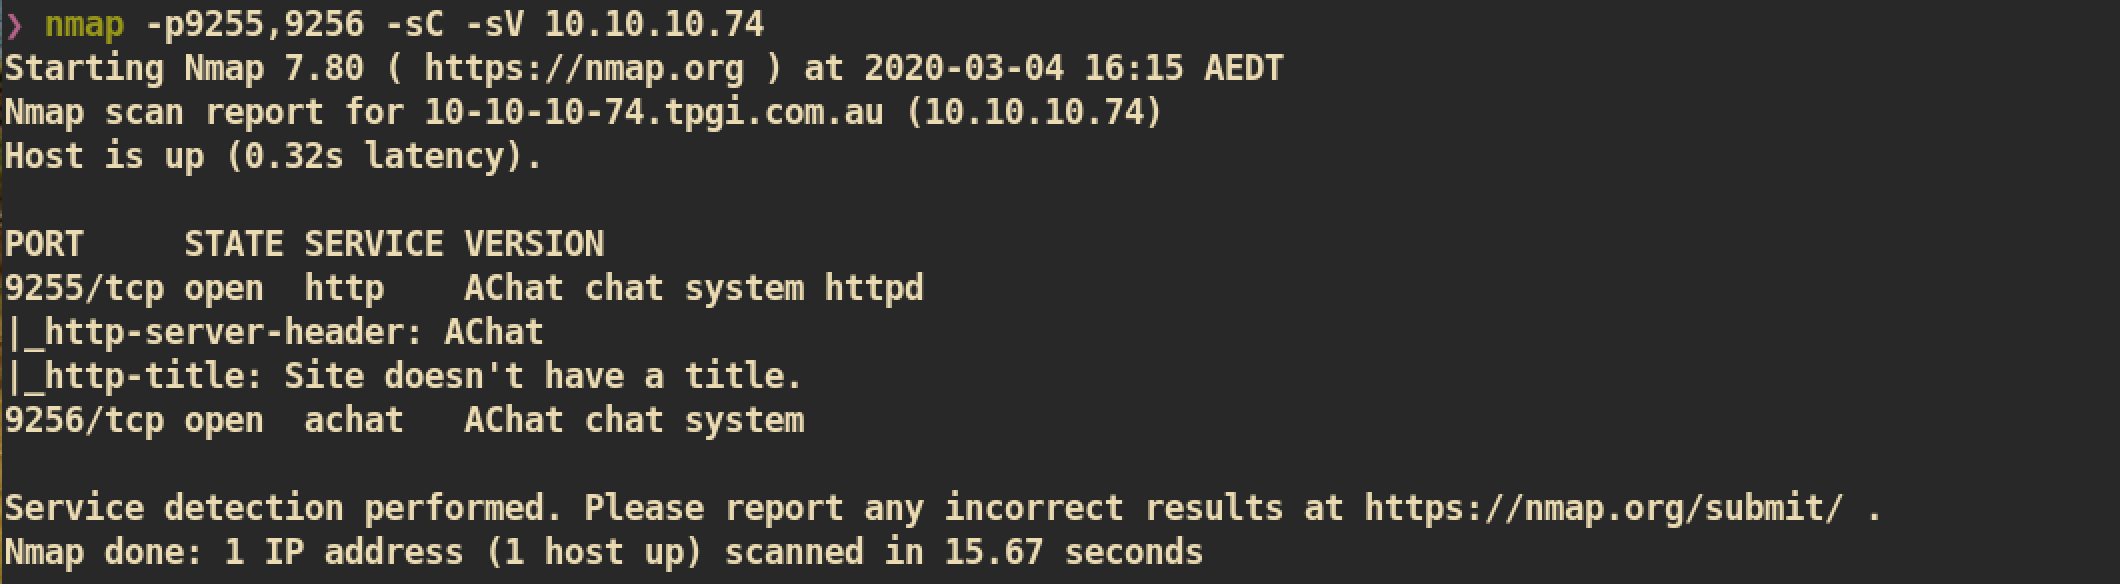 ❯ nmap -p9255,9256 -sC -sV 10.10.10.74
Starting Nmap 7.80 ( https://nmap.org ) at 2020-03-04 16:15 AEDT
Nmap scan report for 10-10-10-74.tpgi.com.au (10.10.10.74)
Host is up (0.32s latency).
PORT     STATE SERVICE VERSION
9255/tcp open  http    AChat chat system httpd
|_http-server-header: AChat
|_http-title: Site doesn't have a title.
9256/tcp open  achat   AChat chat system
Service detection performed. Please report any incorrect results at https://nmap.org/submit/ .
Nmap done: 1 IP address (1 host up) scanned in 15.67 seconds